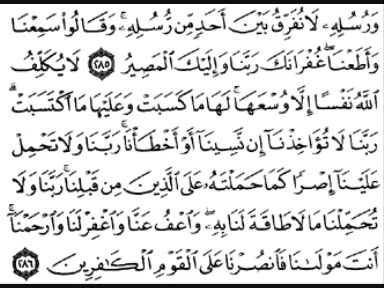 وَرُسُلِهِۦ لَا نُفَرِّقُ بَيْنَ أَحَدٍ مِّن رُّسُلِهِۦۚ وَقَالُوا۟ سَمِعْنَا
وَأَطَعْنَاۖ غُفْرَانَكَ رَبَّنَا وَإِلَيْكَ ٱلْمَصِيرُ ٢٨٥ لَا يُكَلِّفُ
ٱللَّهُ نَفْسًا إِلَّا وُسْعَهَاۚ لَهَا مَا كَسَبَتْ وَعَلَيْهَا مَا ٱكْتَسَبَتْۗ
رَبَّنَا لَا تُؤَاخِذْنَآ إِن نَّسِينَآ أَوْ أَخْطَأْنَاۚ رَبَّنَا وَلَا تَحْمِلْ
عَلَيْنَآ إِصْرًا كَمَا حَمَلْتَهُۥ عَلَى ٱلَّذِينَ مِن قَبْلِنَاۚ رَبَّنَا وَلَا
تُحَمِّلْنَا مَا لَا طَاقَةَ لَنَا بِهِۦۖ وَٱعْفُ عَنَّا وَٱغْفِرْ لَنَا وَٱرْحَمْنَآۚ
أَنتَ مَوْلَىٰنَا فَٱنصُرْنَا عَلَى ٱلْقَوْمِ ٱلْكَٰفِرِينَ ٢٨٦